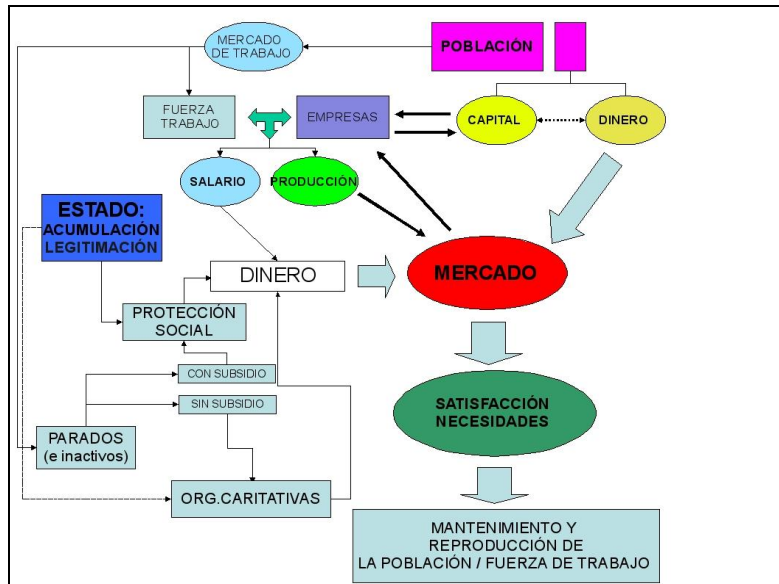 MERCADO
DE TRABAJO
POBLACIÓN
FUERZA
TRABAJO
EMPRESAS
CAPITAL
DINERO
SALARIO
PRODUCCIÓN
ESTADO:
ACUMULACIÓN
LEGITIMACIÓN
DINERO
MERCADO
PROTECCIÓN
SOCIAL
CON SUBSIDIO
SIN SUBSIDIO
SATISFACCIÓN
NECESIDADES
PARADOS
(e inactivos)
ORG.CARITATIVAS
MANTENIMIENTO Y
REPRODUCCIÓN DE
LA POBLACIÓN / FUERZA DE TRABAJO